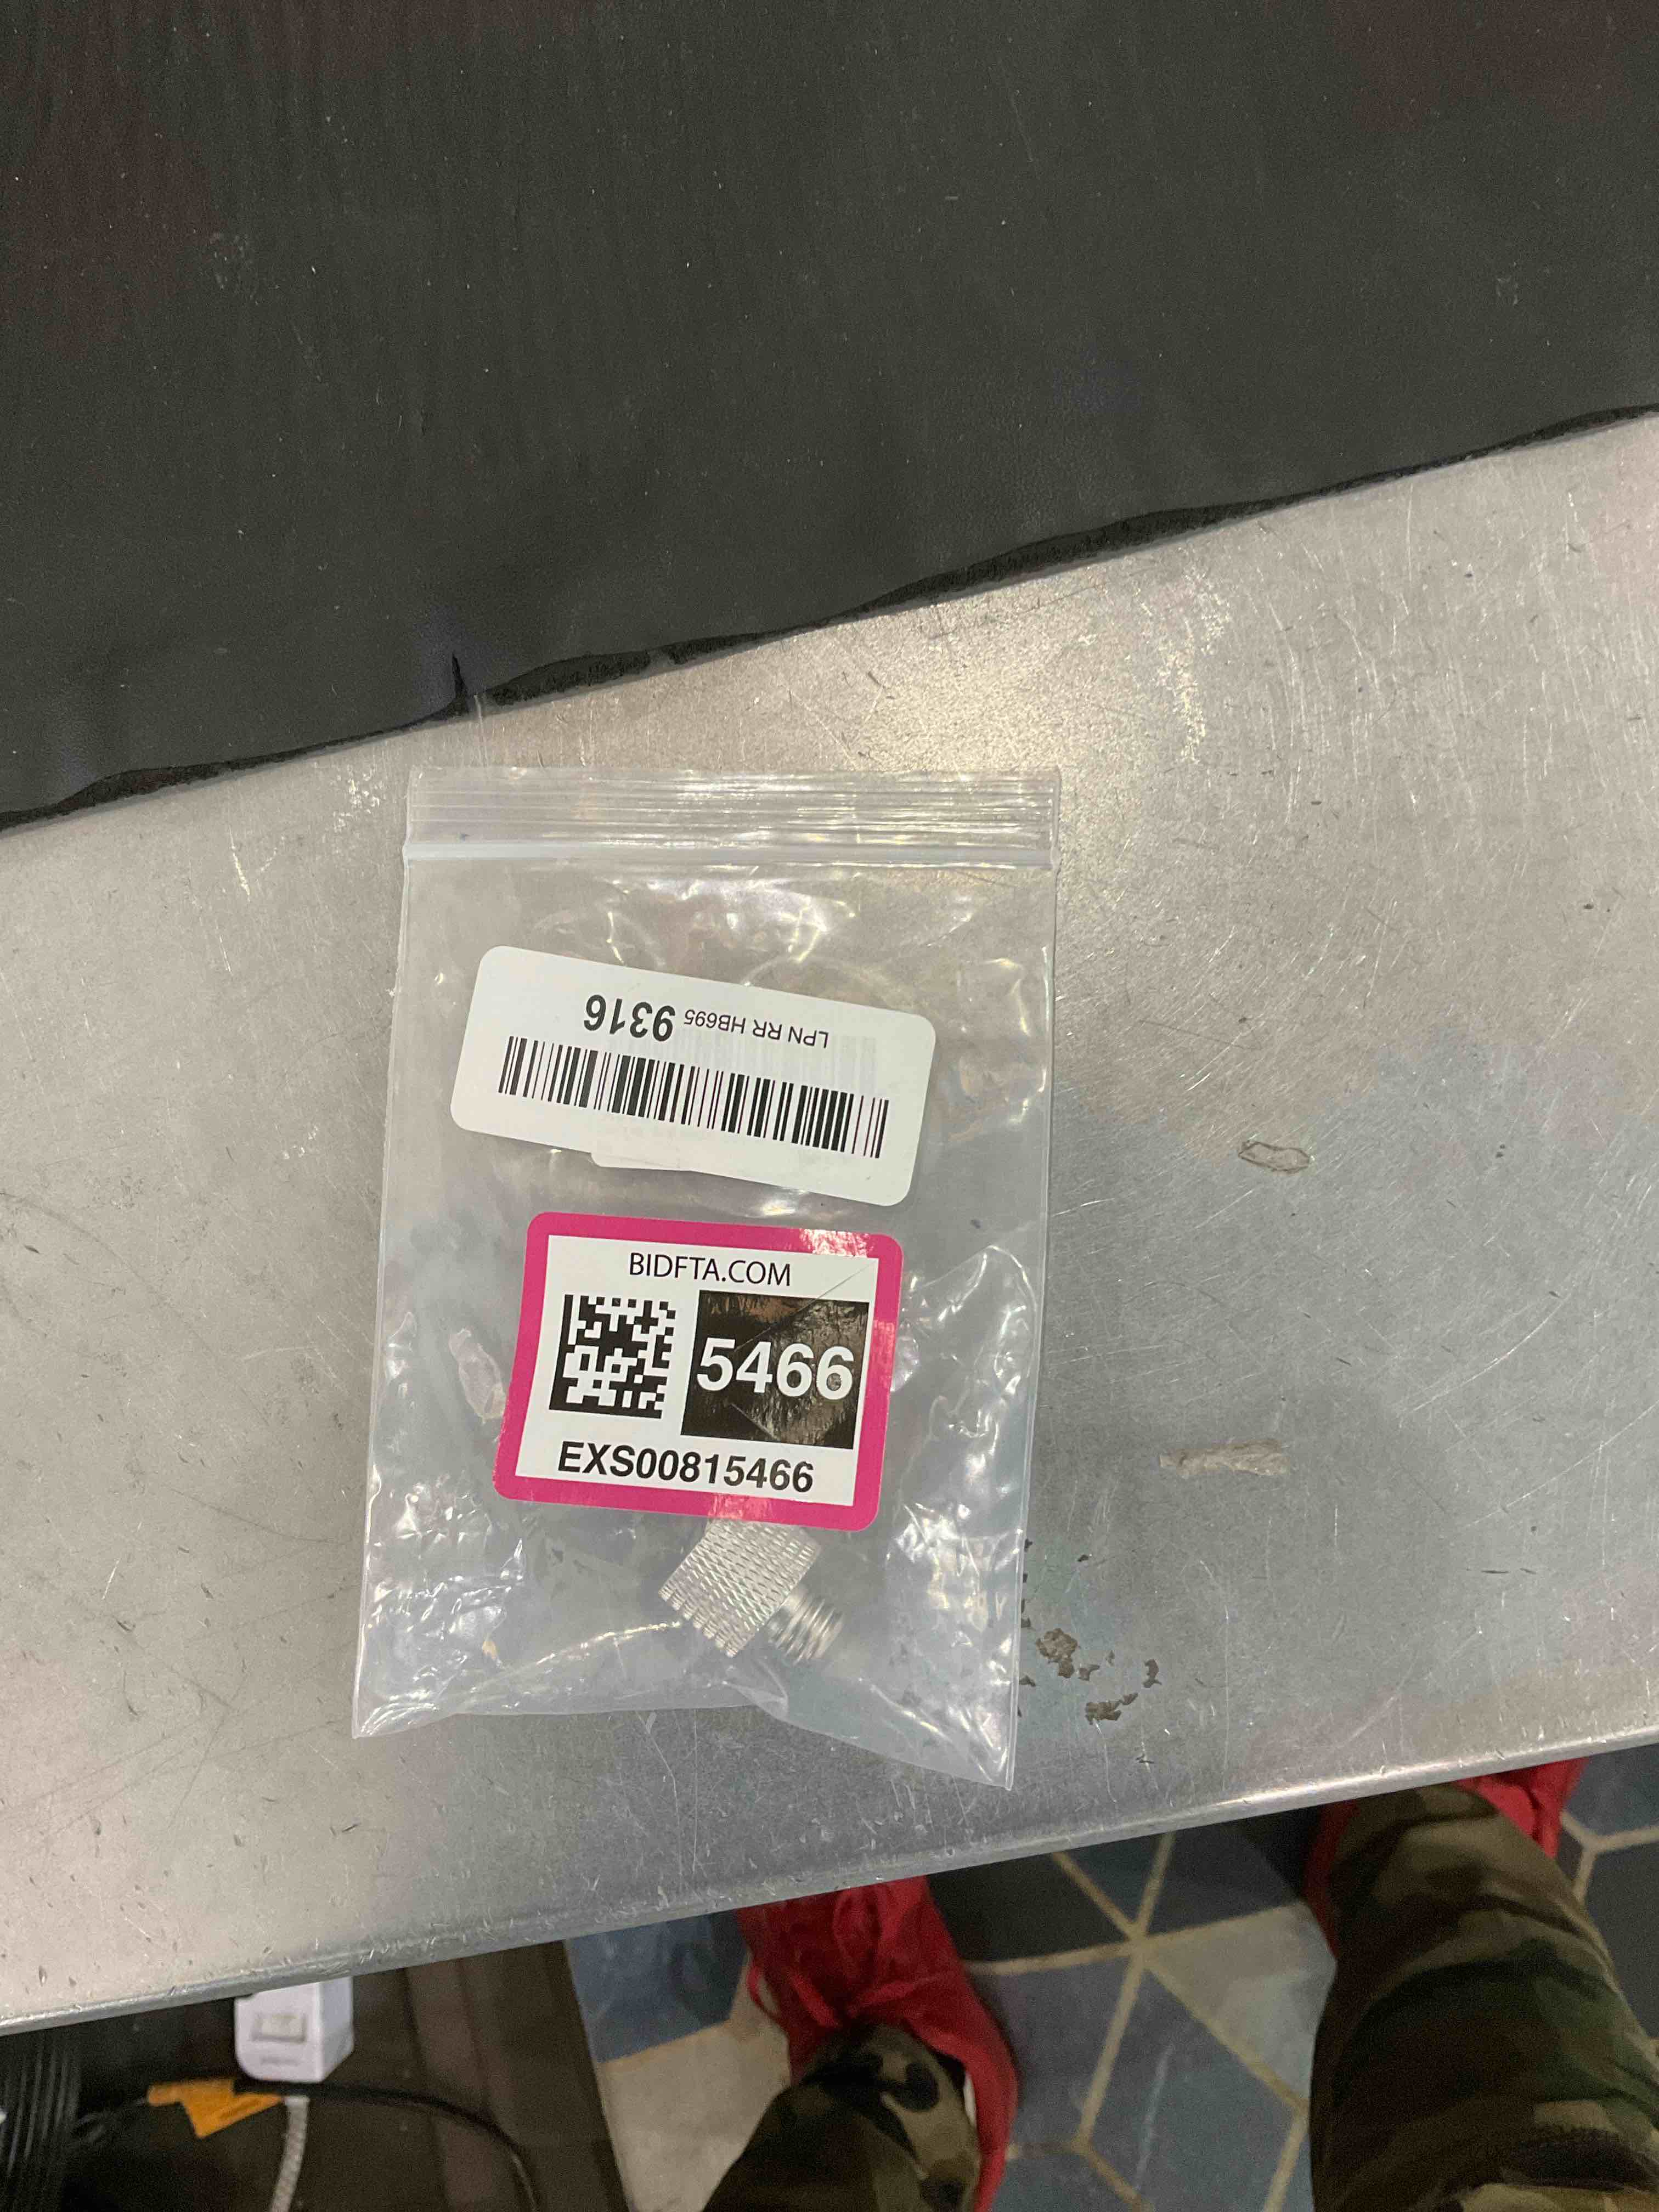 LPN RR HB695 9316
BIDFTA.COM
5466
EXS00815466